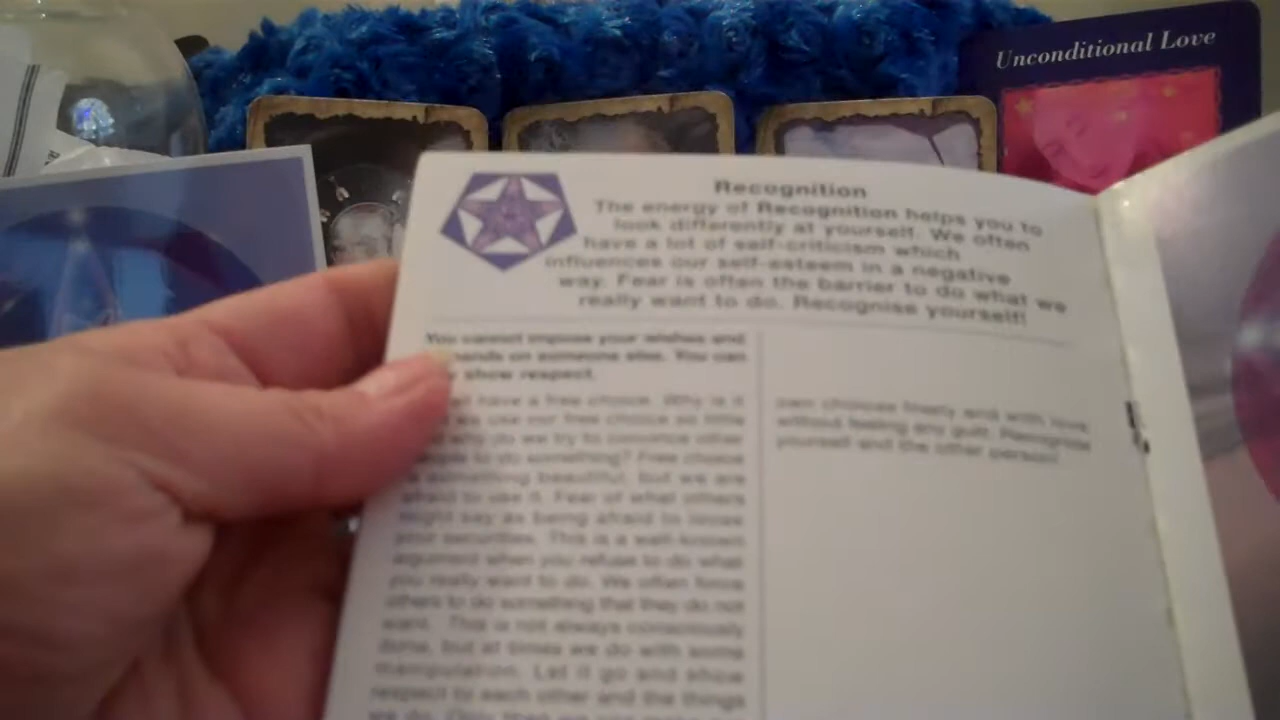 Unconditional Love
Recognition
The energy of Recognition helps you to
look differently at yourself. We often
have a lot of self-criticism which
influences our self-esteem in a negative
way. Fear is often the barrier to do what we
really want to do. Recognise yourself!
You cannot impose your wishes and
on someone else. You can
show respect.
have a free choice. Why is it
we use our free choice so little
why do we try to convince other
to do something? Free choice
something beautiful, but we are
afraid to use it. Fear of what others
might say as being afraid to loose
your securities. This is a well-known
argument when you refuse to do what
you really want to do. We often force
others to do something that they do not
want. This is not always consciously
done, but at times we do with some
manipulation. Let it go and show
respect to each other and the things
we do. Only then we
own choices freely and with love
without feeling any guilt. Recognise
yourself and the other person!